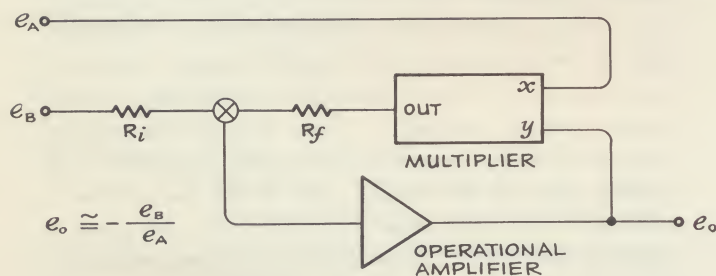 e_A
x
e_B
R_i
R_f
OUT
y
MULTIPLIER
e_o ≅ - e_B / e_A
e_o
OPERATIONAL
AMPLIFIER